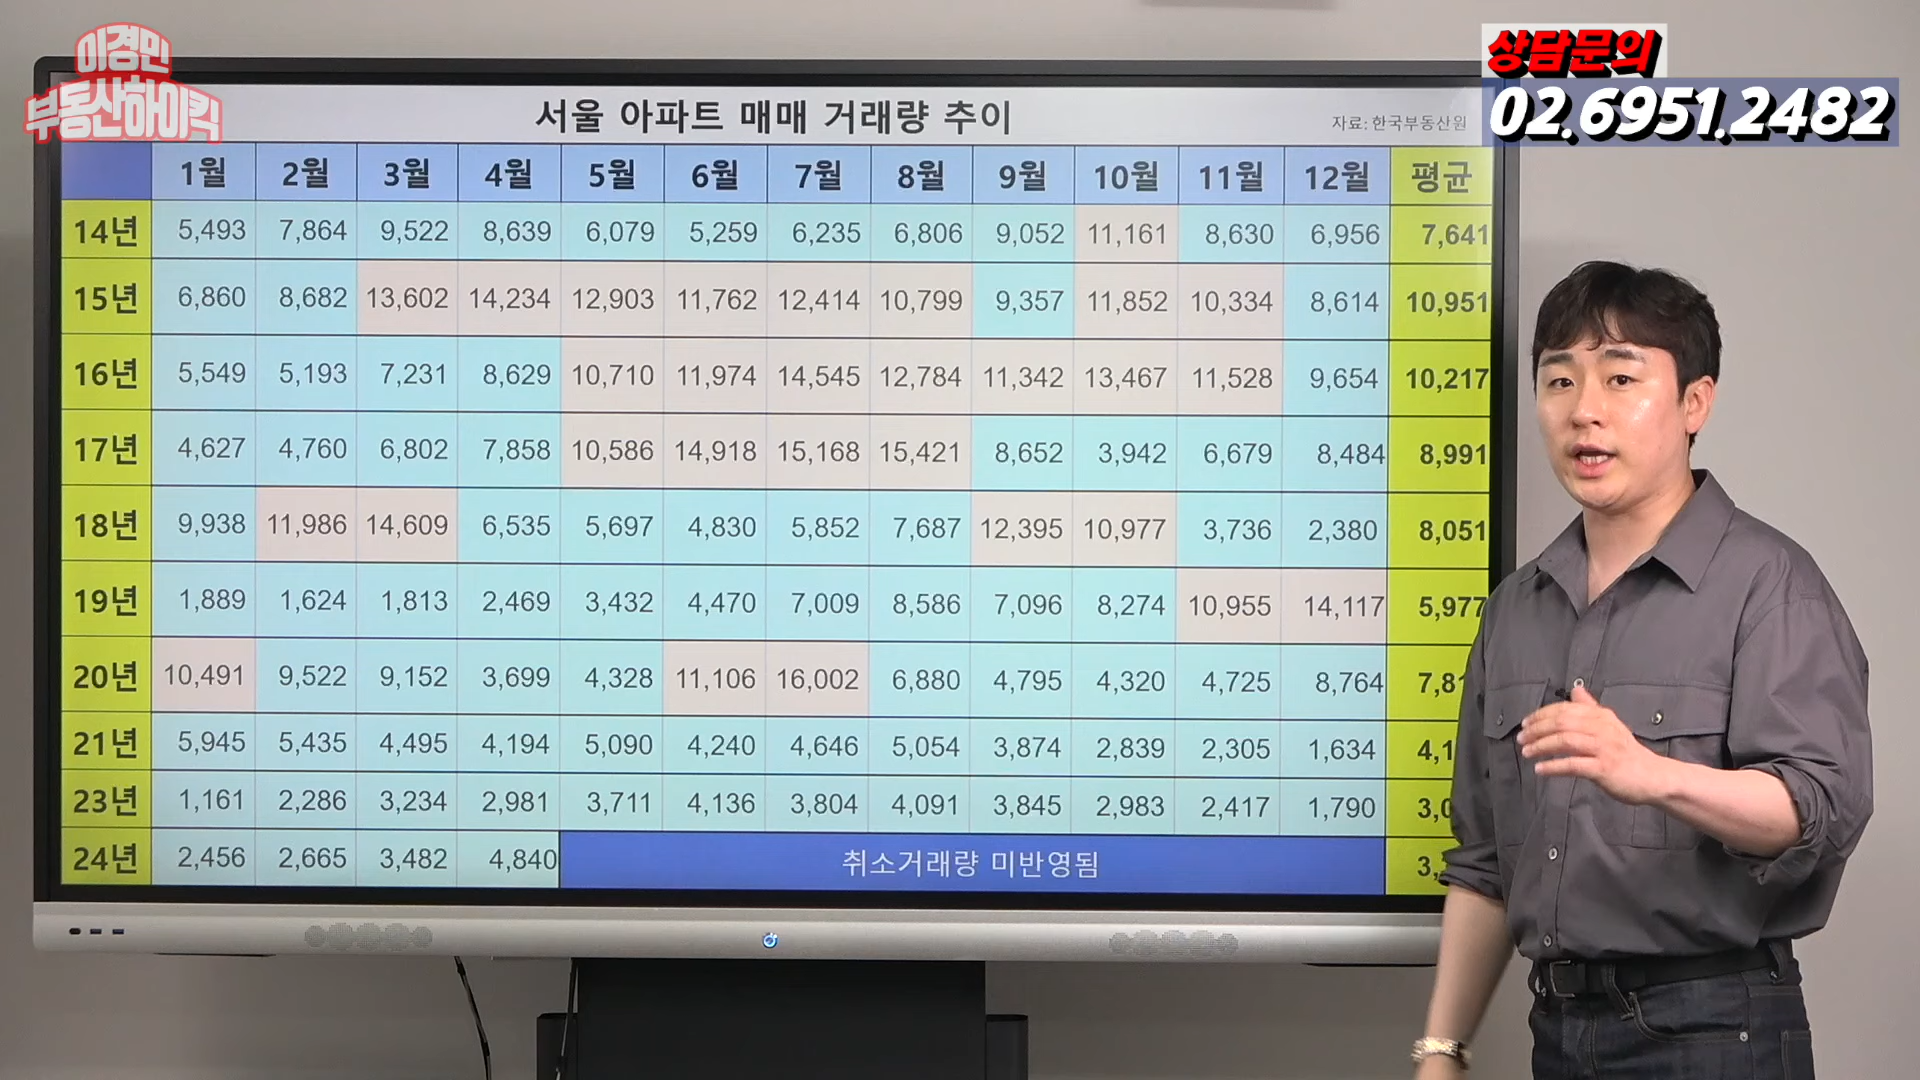 이경민
부동산하이킥
상담문의
02.6951.2482
서울 아파트 매매 거래량 추이
자료: 한국부동산원
1월 2월 3월 4월 5월 6월 7월 8월 9월 10월 11월 12월 평균
14년 5,493 7,864 9,522 8,639 6,079 5,259 6,235 6,806 9,052 11,161 8,630 6,956 7,641
15년 6,860 8,682 13,602 14,234 12,903 11,762 12,414 10,799 9,357 11,852 10,334 8,614 10,951
16년 5,549 5,193 7,231 8,629 10,710 11,974 14,545 12,784 11,342 13,467 11,528 9,654 10,217
17년 4,627 4,760 6,802 7,858 10,586 14,918 15,168 15,421 8,652 3,942 6,679 8,484 8,991
18년 9,938 11,986 14,609 6,535 5,697 4,830 5,852 7,687 12,395 10,977 3,736 2,380 8,051
19년 1,889 1,624 1,813 2,469 3,432 4,470 7,009 8,586 7,096 8,274 10,955 14,117 5,977
20년 10,491 9,522 9,152 3,699 4,328 11,106 16,002 6,880 4,795 4,320 4,725 8,764
21년 5,945 5,435 4,495 4,194 5,090 4,240 4,646 5,054 3,874 2,839 2,305 1,634
23년 1,161 2,286 3,234 2,981 3,711 4,136 3,804 4,091 3,845 2,983 2,417 1,790
24년 2,456 2,665 3,482 4,840 취소거래량 미반영됨